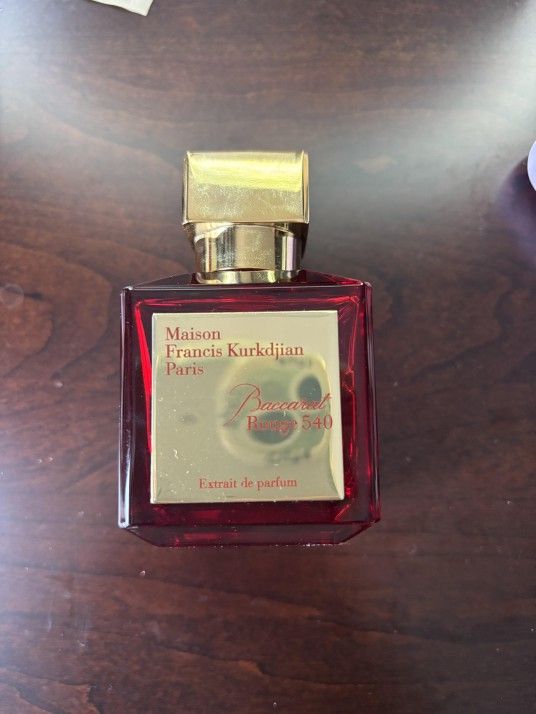 Maison
Francis Kurkdjian
Paris
Baccarat
Rouge 540
Extrait de parfum